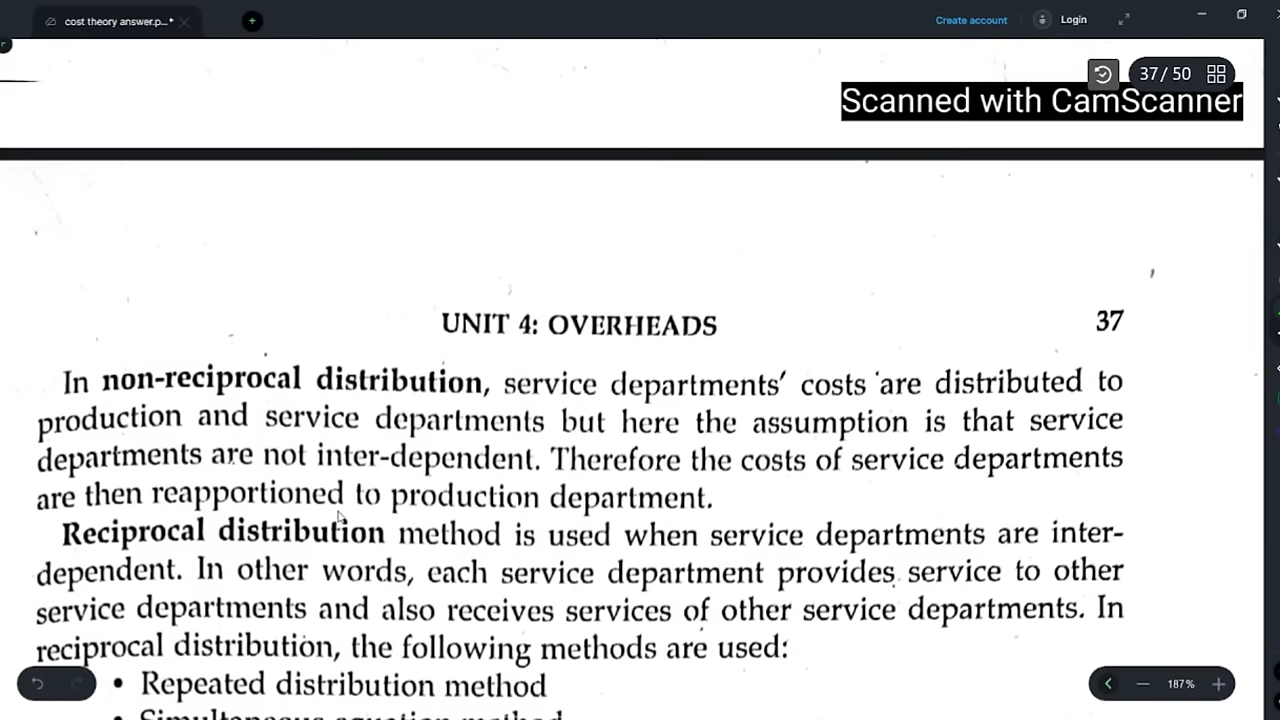 cost theory answer.p...*
Create account
Login
37 / 50
Scanned with CamScanner
UNIT 4: OVERHEADS
37
In non-reciprocal distribution, service departments' costs are distributed to
production and service departments but here the assumption is that service
departments are not inter-dependent. Therefore the costs of service departments
are then reapportioned to production department.
Reciprocal distribution method is used when service departments are inter-
dependent. In other words, each service department provides service to other
service departments and also receives services of other service departments. In
reciprocal distribution, the following methods are used:
• Repeated distribution method
• Simultaneous equation method
187%